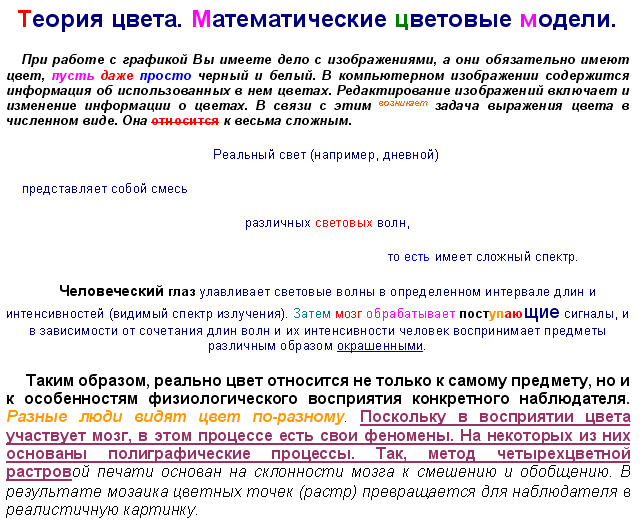 Теория цвета. Математические цветовые модели.
При работе с графикой Вы имеете дело с изображениями, а они обязательно имеют
цвет, пусть даже просто черный и белый. В компьютерном изображении содержится
информация об использованных в нем цветах. Редактирование изображений включает и
изменение информации о цветах. В связи с этим возникает задача выражения цвета в
численном виде. Она относится к весьма сложным.
Реальный свет (например, дневной)
представляет собой смесь
различных световых волн,
то есть имеет сложный спектр.
Человеческий глаз улавливает световые волны в определенном интервале длин и
интенсивностей (видимый спектр излучения). Затем мозг обрабатывает поступающие сигналы, и
в зависимости от сочетания длин волн и их интенсивности человек воспринимает предметы
различным образом окрашенными.
Таким образом, реально цвет относится не только к самому предмету, но и
к особенностям физиологического восприятия конкретного наблюдателя.
Разные люди видят цвет по-разному. Поскольку в восприятии цвета
участвует мозг, в этом процессе есть свои феномены. На некоторых из них
основаны полиграфические процессы. Так, метод четырехцветной
растровой печати основан на склонности мозга к смешению и обобщению. В
результате мозаика цветных точек (растр) превращается для наблюдателя в
реалистичную картинку.